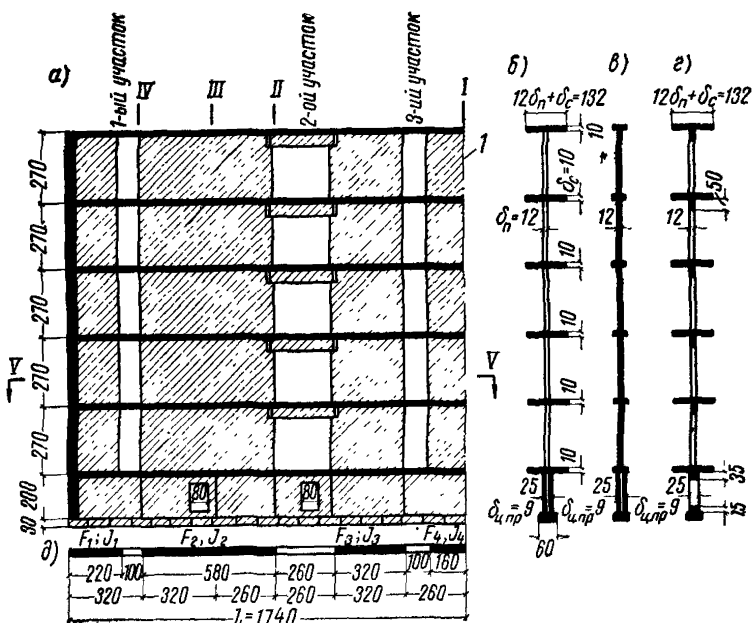 а)
1-ый участок
IV
III
II
2-ой участок
3-ий участок
I
1
270
270
270
270
270
200
30
V
V
80
80
F₁; J₁
F₂, J₂
F₃; J₃
F₄, J₄
д)
220
100
580
260
320
100
160
320
320
260
260
320
260
L=1740
б)
12δп+δс=132
10
δс=10
δп=12
10
10
10
10
25
δц.пр=9
60
в)
12
25
δц.пр=9
г)
12δп+δс=132
50
12
35
25
δц.пр=9
15